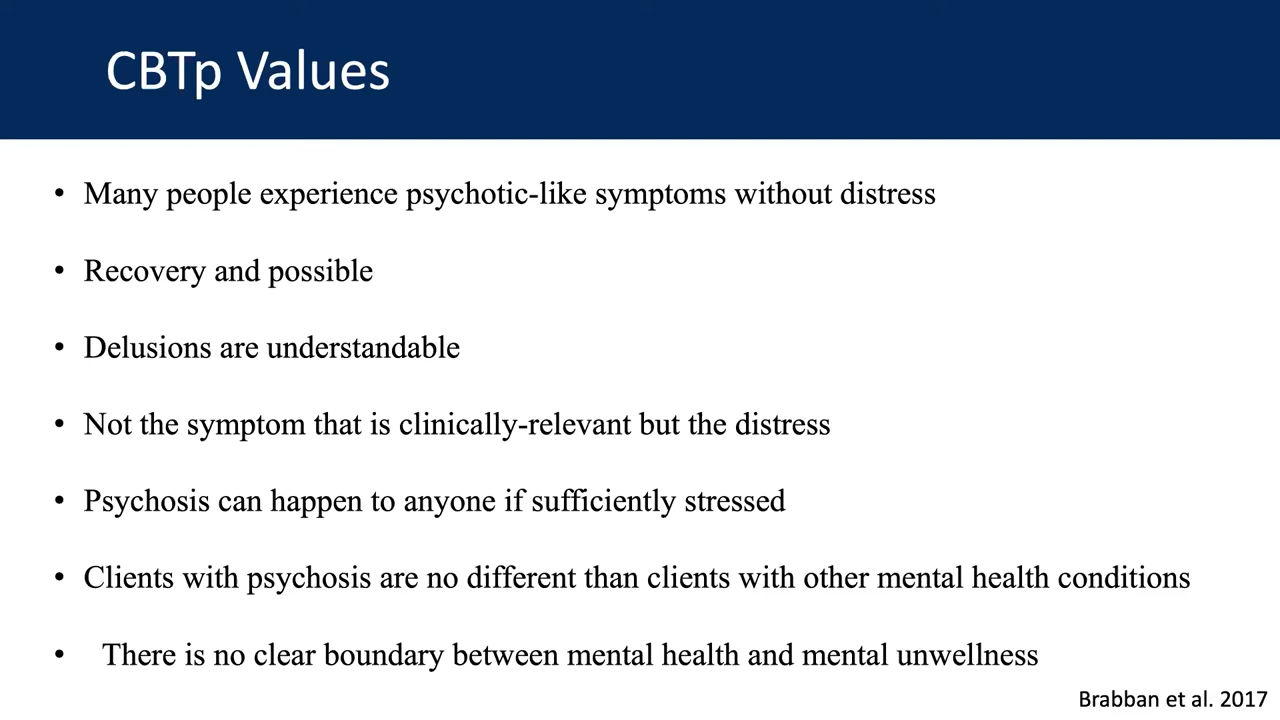 CBTp Values
• Many people experience psychotic-like symptoms without distress
• Recovery and possible
• Delusions are understandable
• Not the symptom that is clinically-relevant but the distress
• Psychosis can happen to anyone if sufficiently stressed
• Clients with psychosis are no different than clients with other mental health conditions
• There is no clear boundary between mental health and mental unwellness
Brabban et al. 2017